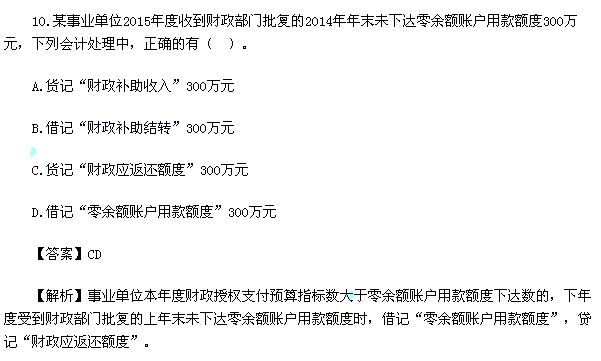 10.某事业单位2015年度收到财政部门批复的2014年年末未下达零余额账户用款额度300万
元，下列会计处理中，正确的有（  ）。
A.货记“财政补助收入”300万元
B.借记“财政补助结转”300万元
C.货记“财政应返还额度”300万元
D.借记“零余额账户用款额度”300万元
【答案】CD
【解析】事业单位本年度财政授权支付预算指标数大于零余额账户用款额度下达数的，下年
度受到财政部门批复的上年末未下达零余额账户用款额度时，借记“零余额账户用款额度”，贷
记“财政应返还额度”。